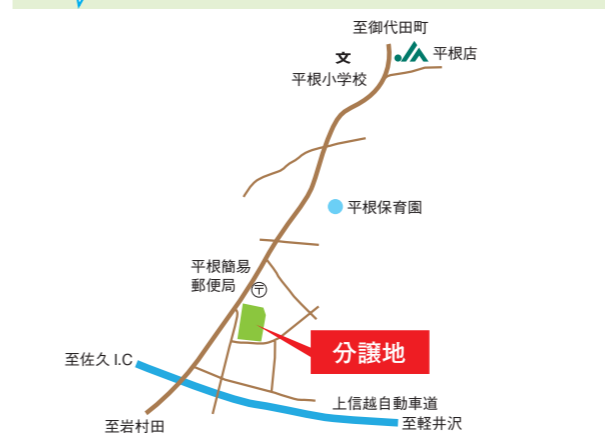 至御代田町
文
JA 平根店
平根小学校
平根保育園
平根簡易
郵便局
〒
分譲地
至佐久 I.C
上信越自動車道
至軽井沢
至岩村田